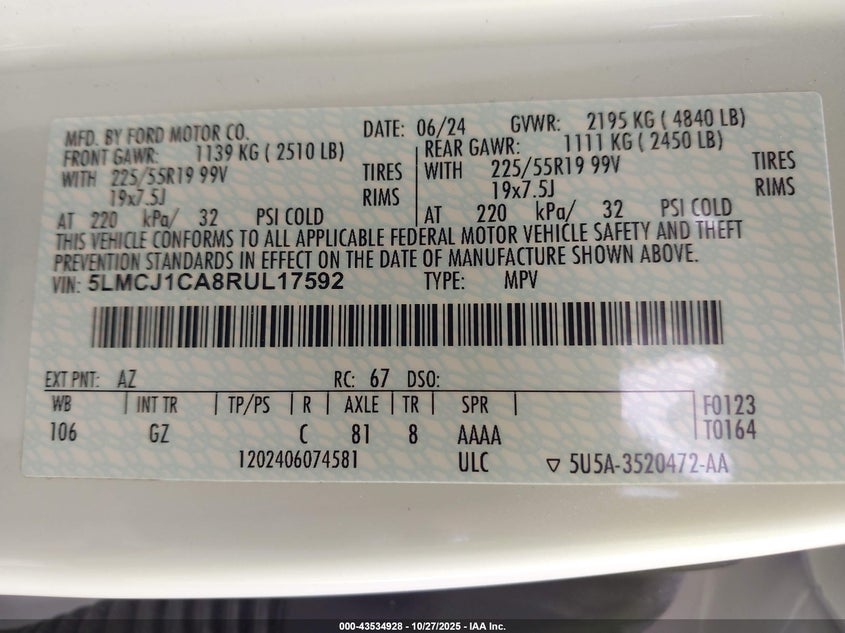 MFD. BY FORD MOTOR CO. DATE: 06/24 GVWR: 2195 KG ( 4840 LB)
FRONT GAWR: 1139 KG ( 2510 LB) REAR GAWR: 1111 KG ( 2450 LB)
WITH 225/55R19 99V TIRES WITH 225/55R19 99V TIRES
19x7.5J RIMS 19x7.5J RIMS
AT 220 kPa/ 32 PSI COLD AT 220 kPa/ 32 PSI COLD
THIS VEHICLE CONFORMS TO ALL APPLICABLE FEDERAL MOTOR VEHICLE SAFETY AND THEFT
PREVENTION STANDARDS IN EFFECT ON THE DATE OF MANUFACTURE SHOWN ABOVE.
VIN: 5LMCJ1CA8RUL17592 TYPE: MPV
EXT PNT: AZ RC: 67 DSO:
WB INT TR TP/PS R AXLE TR SPR F0123
106 GZ C 81 8 AAAA T0164
1202406074581 ULC ▽ 5U5A-3520472-AA
000-43534928 - 10/27/2025 - IAA Inc.